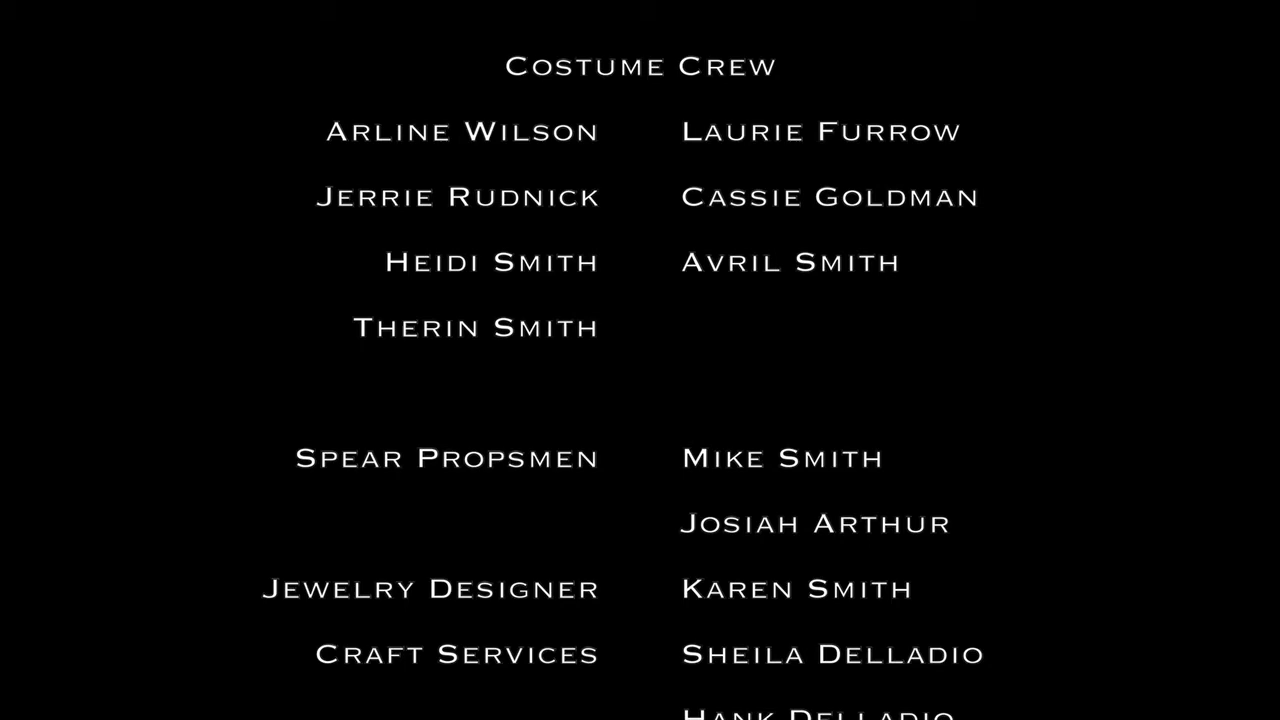 Costume Crew
Arline Wilson Laurie Furrow
Jerrie Rudnick Cassie Goldman
Heidi Smith Avril Smith
Therin Smith
Spear Propsmen Mike Smith
Josiah Arthur
Jewelry Designer Karen Smith
Craft Services Sheila Delladio
Hank Delladio